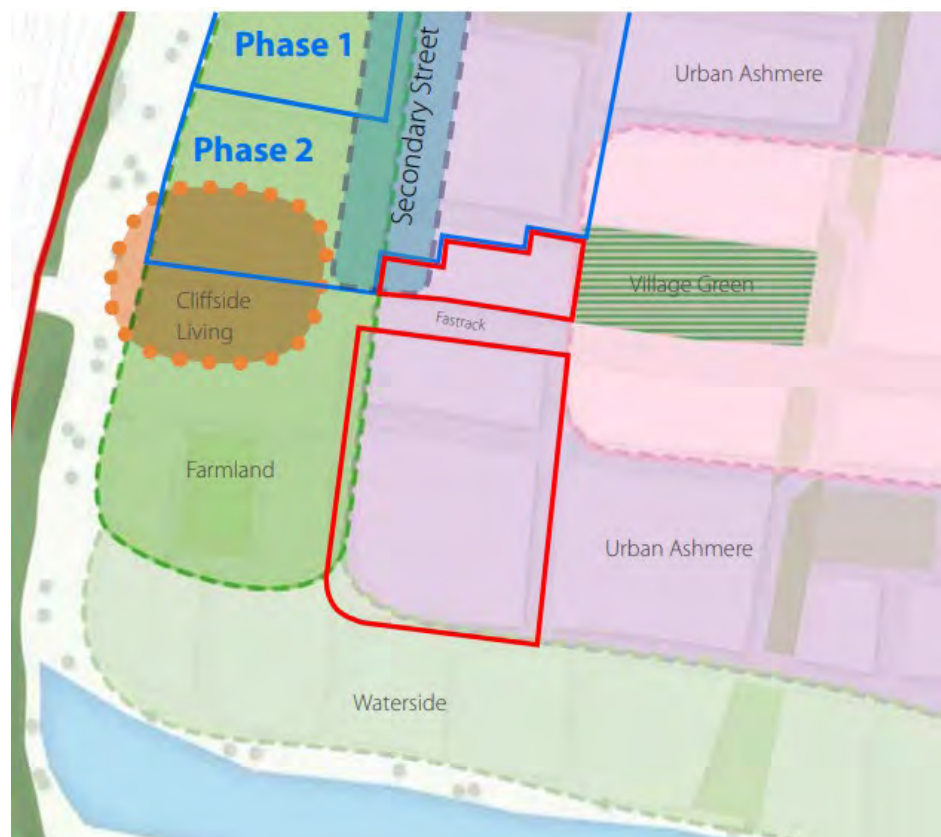 Phase 1
Secondary Street
Urban Ashmere
Phase 2
Village Green
Cliffside
Living
Fastrack
Farmland
Urban Ashmere
Waterside